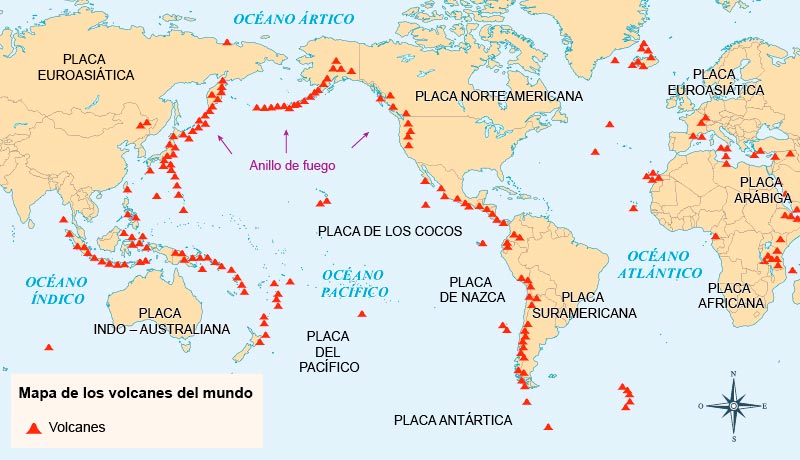 OCÉANO ÁRTICO
PLACA
EUROASIÁTICA
PLACA NORTEAMERICANA
PLACA
EUROASIÁTICA
Anillo de fuego
PLACA
ARÁBIGA
PLACA DE LOS COCOS
OCÉANO
ÍNDICO
OCÉANO
PACÍFICO
PLACA
DE NAZCA
OCÉANO
ATLÁNTICO
PLACA
INDO – AUSTRALIANA
PLACA
SURAMERICANA
PLACA
AFRICANA
PLACA
DEL
PACÍFICO
PLACA ANTÁRTICA
Mapa de los volcanes del mundo
Volcanes
N
O
E
S